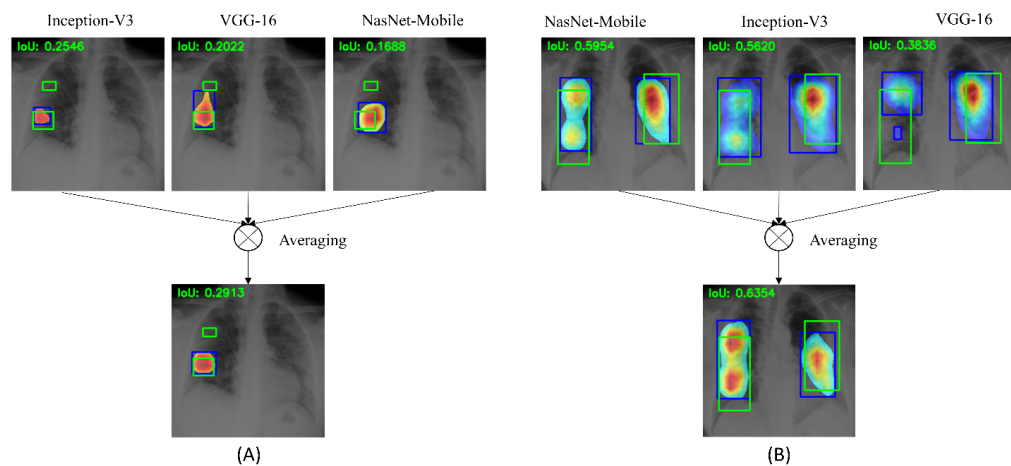 Inception-V3 VGG-16 NasNet-Mobile
IoU: 0.2546 IoU: 0.2022 IoU: 0.1688
Averaging
IoU: 0.2913
(A)
NasNet-Mobile Inception-V3 VGG-16
IoU: 0.5954 IoU: 0.5620 IoU: 0.3836
Averaging
IoU: 0.6354
(B)